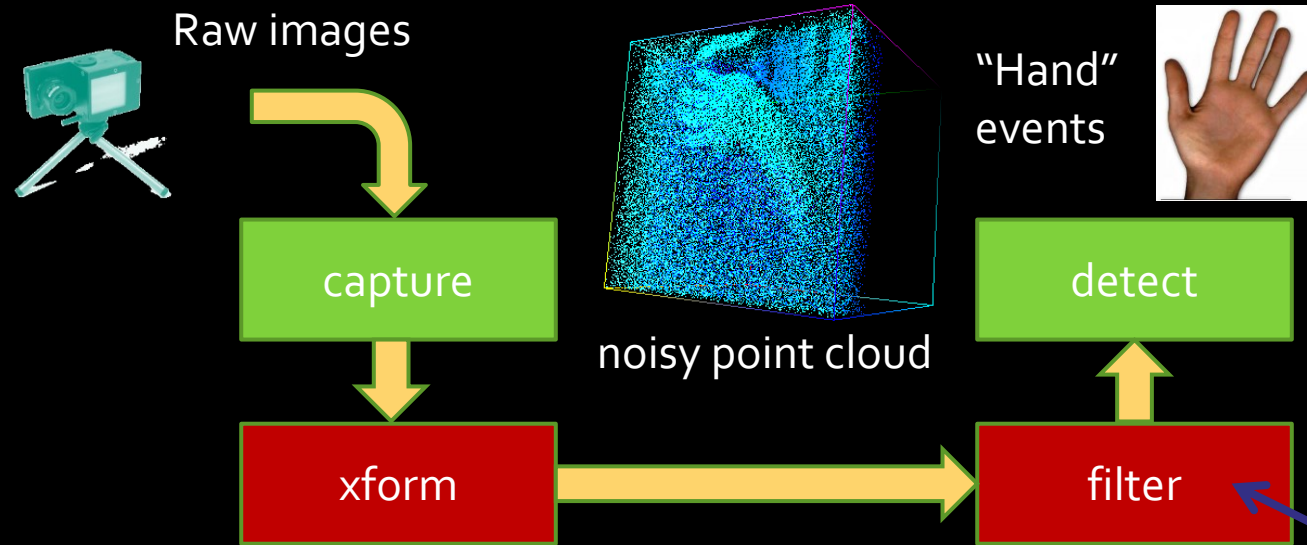 Raw images
“Hand”
events
capture
detect
noisy point cloud
xform
filter